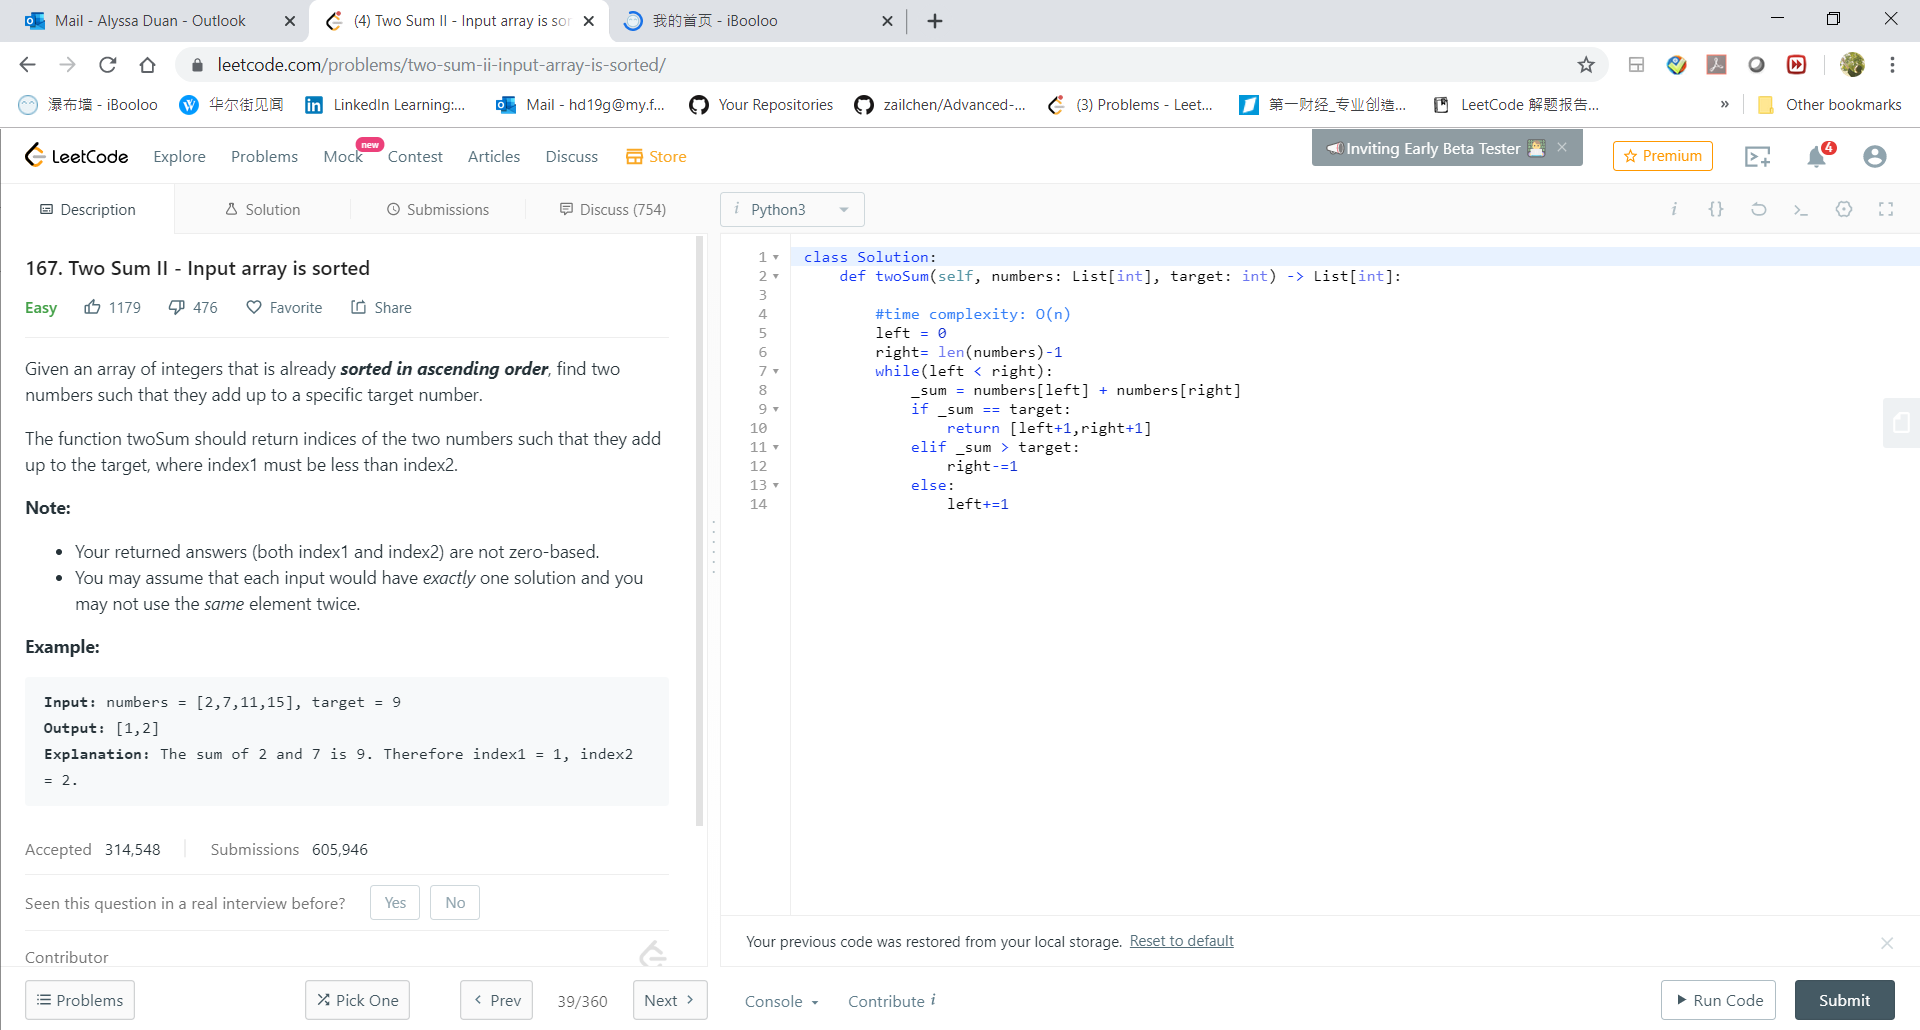 Mail - Alyssa Duan - Outlook
(4) Two Sum II - Input array is sor
我的首页 - iBooloo
leetcode.com/problems/two-sum-ii-input-array-is-sorted/
瀑布墙 - iBooloo
华尔街见闻
LinkedIn Learning:...
Mail - hd19g@my.f...
Your Repositories
zailchen/Advanced-...
(3) Problems - Leet...
第一财经_专业创造...
LeetCode 解题报告...
»
Other bookmarks
LeetCode
Explore
Problems
Mock
new
Contest
Articles
Discuss
Store
Inviting Early Beta Tester
Premium
4
Description
Solution
Submissions
Discuss (754)
i Python3
167. Two Sum II - Input array is sorted
Easy
1179
476
Favorite
Share
Given an array of integers that is already sorted in ascending order, find two
numbers such that they add up to a specific target number.
The function twoSum should return indices of the two numbers such that they add
up to the target, where index1 must be less than index2.
Note:
• Your returned answers (both index1 and index2) are not zero-based.
• You may assume that each input would have exactly one solution and you
may not use the same element twice.
Example:
Input: numbers = [2,7,11,15], target = 9
Output: [1,2]
Explanation: The sum of 2 and 7 is 9. Therefore index1 = 1, index2
= 2.
Accepted 314,548
Submissions 605,946
Seen this question in a real interview before?
Yes
No
Contributor
Problems
Pick One
Prev
39/360
Next
1 class Solution:
2     def twoSum(self, numbers: List[int], target: int) -> List[int]:
3
4         #time complexity: O(n)
5         left = 0
6         right= len(numbers)-1
7         while(left < right):
8             _sum = numbers[left] + numbers[right]
9             if _sum == target:
10                 return [left+1,right+1]
11             elif _sum > target:
12                 right-=1
13             else:
14                 left+=1
Your previous code was restored from your local storage. Reset to default
Console
Contribute i
Run Code
Submit